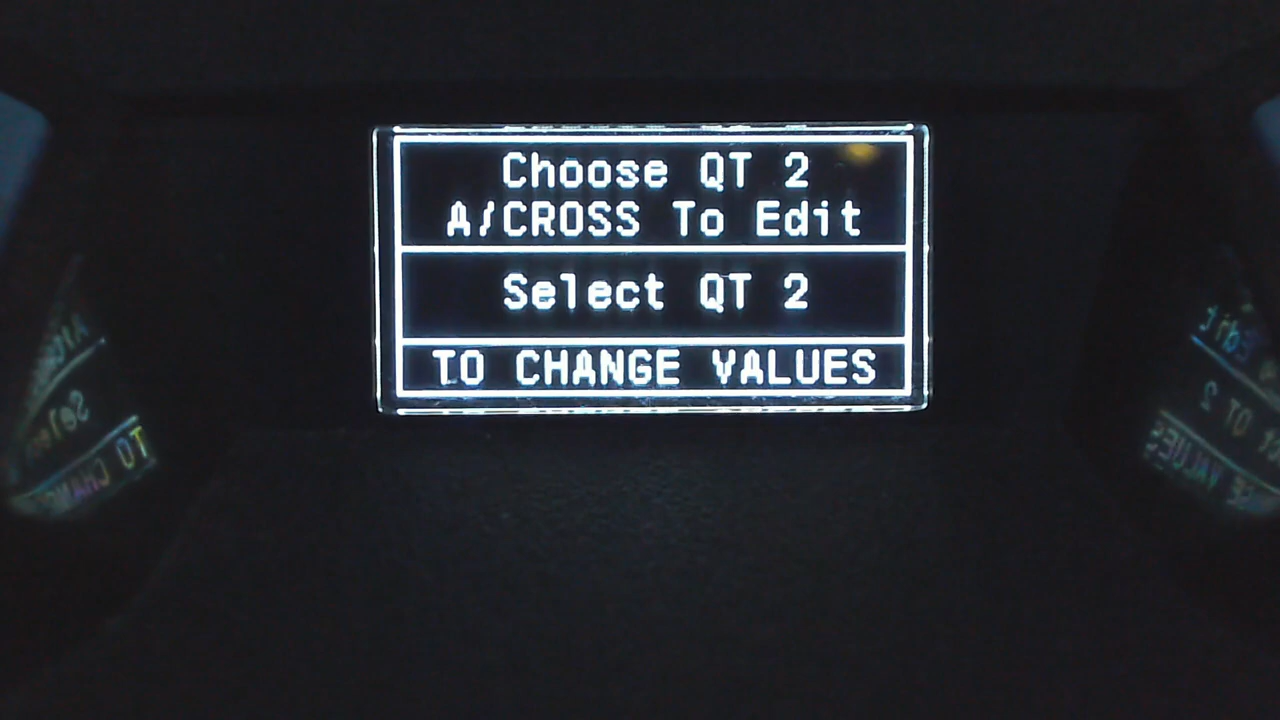 Choose QT 2
A/CROSS To Edit
Select QT 2
TO CHANGE VALUES